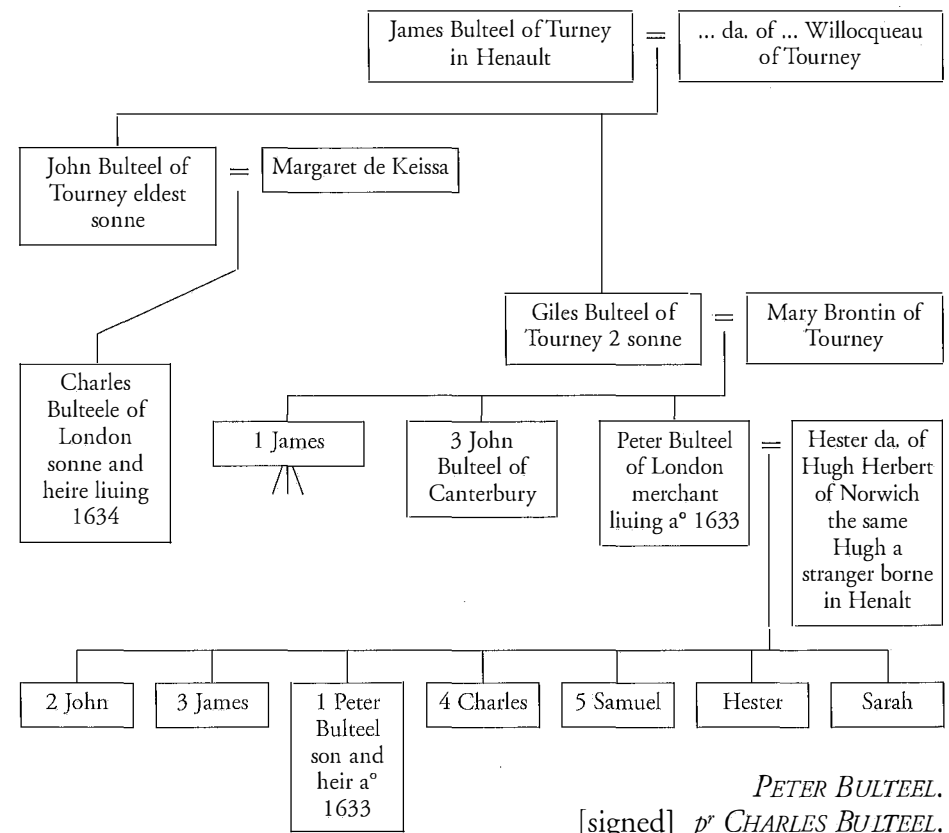 James Bulteel of Turney
in Henault
=
... da. of ... Willocqueau
of Tourney
John Bulteel of
Tourney eldest
sonne
=
Margaret de Keissa
Giles Bulteel of
Tourney 2 sonne
=
Mary Brontin of
Tourney
Charles
Bulteele of
London
sonne and
heire liuing
1634
1 James
3 John
Bulteel of
Canterbury
Peter Bulteel
of London
merchant
liuing aº 1633
=
Hester da. of
Hugh Herbert
of Norwich
the same
Hugh a
stranger borne
in Henalt
2 John
3 James
1 Peter
Bulteel
son and
heir aº
1633
4 Charles
5 Samuel
Hester
Sarah
PETER BULTEEL.
[signed] pr CHARLES BULTEEL.